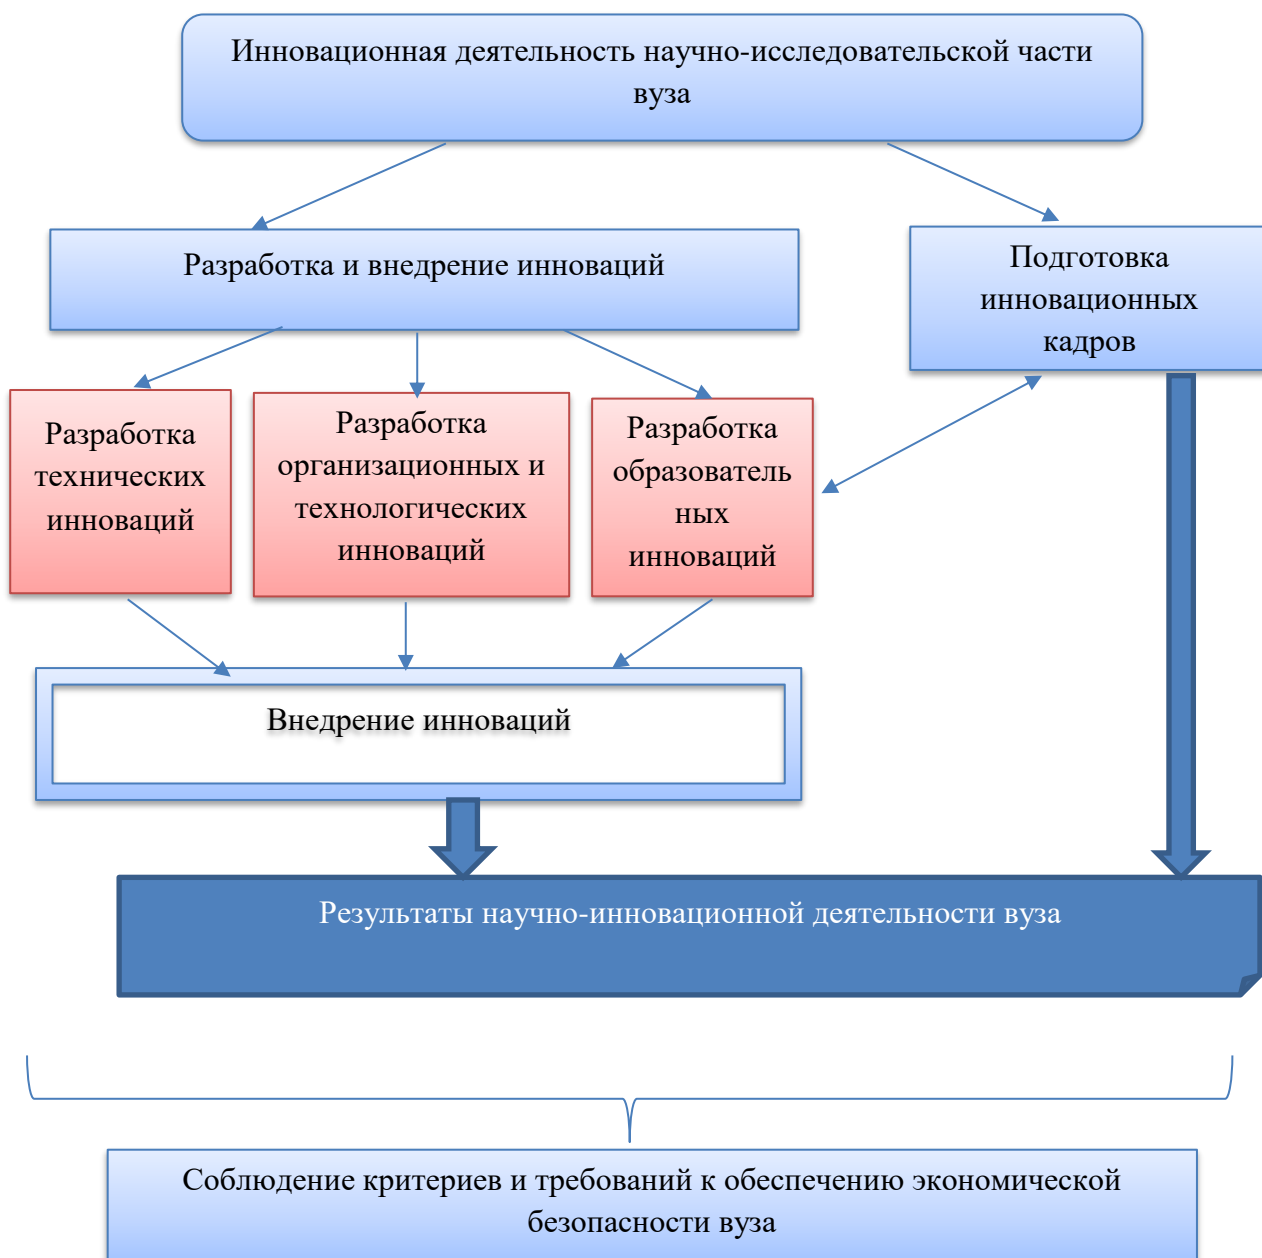 Инновационная деятельность научно-исследовательской части
вуза
Разработка и внедрение инноваций
Подготовка
инновационных
кадров
Разработка
технических
инноваций
Разработка
организационных и
технологических
инноваций
Разработка
образователь
ных
инноваций
Внедрение инноваций
Результаты научно-инновационной деятельности вуза
Соблюдение критериев и требований к обеспечению экономической
безопасности вуза